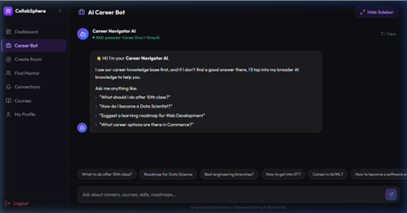 CollabSphere
AI Career Bot
Hide Sidebar
Dashboard
Career Bot
Create Room
Find Mentor
Connections
Courses
My Profile
Logout
Career Navigator AI
Clear
👋 Hi! I'm your Career Navigator AI.
I use our career knowledge base first, and if I don't find a good answer there, I'll tap into my broader AI
knowledge to help you.
Ask me anything like:
• "What should I do after 10th class?"
• "How do I become a Data Scientist?"
• "Suggest a learning roadmap for Web Development"
• "What career options are there in Commerce?"
What to do after 10th class?
Roadmap for Data Science
Best engineering branches?
How to get into IIT?
Career in AI/ML?
How to become a software e
Ask about careers, courses, skills, roadmaps...